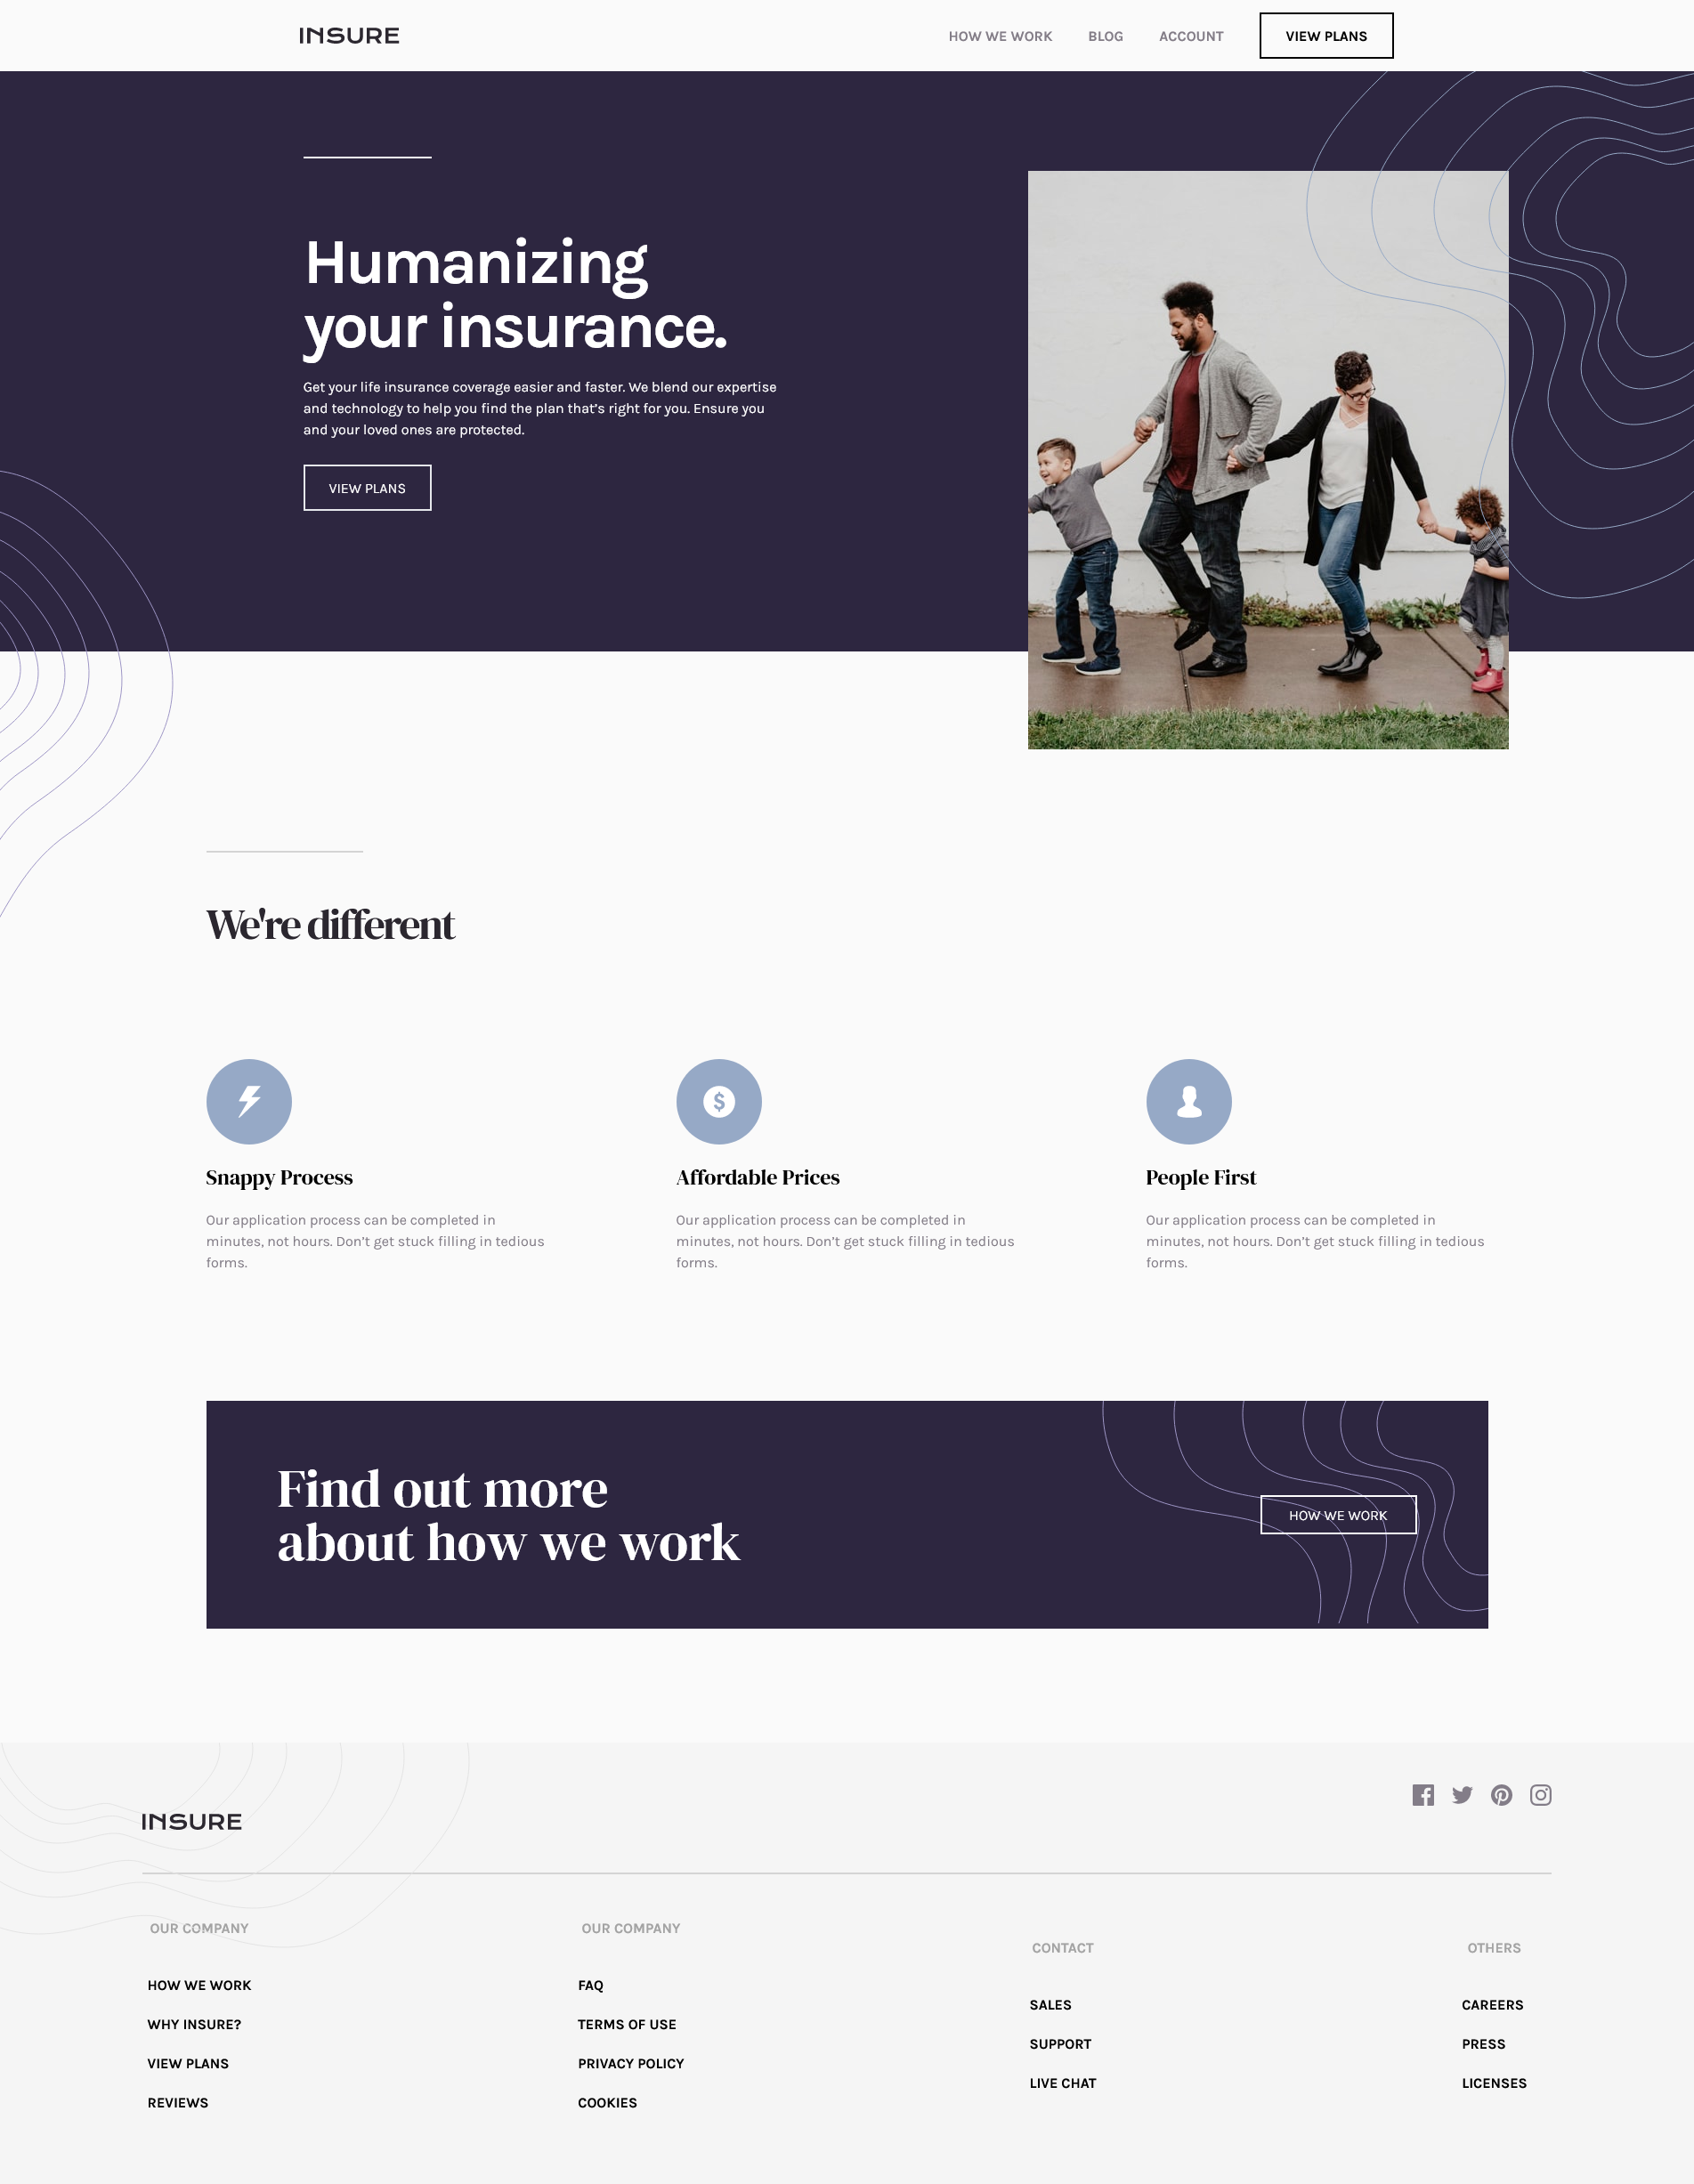 INSURE
HOW WE WORK
BLOG
ACCOUNT
VIEW PLANS
Humanizing
your insurance.
Get your life insurance coverage easier and faster. We blend our expertise
and technology to help you find the plan that’s right for you. Ensure you
and your loved ones are protected.
VIEW PLANS
We're different
Snappy Process
Our application process can be completed in
minutes, not hours. Don’t get stuck filling in tedious
forms.
Affordable Prices
Our application process can be completed in
minutes, not hours. Don’t get stuck filling in tedious
forms.
People First
Our application process can be completed in
minutes, not hours. Don’t get stuck filling in tedious
forms.
Find out more
about how we work
HOW WE WORK
INSURE
OUR COMPANY
HOW WE WORK
WHY INSURE?
VIEW PLANS
REVIEWS
OUR COMPANY
FAQ
TERMS OF USE
PRIVACY POLICY
COOKIES
CONTACT
SALES
SUPPORT
LIVE CHAT
OTHERS
CAREERS
PRESS
LICENSES